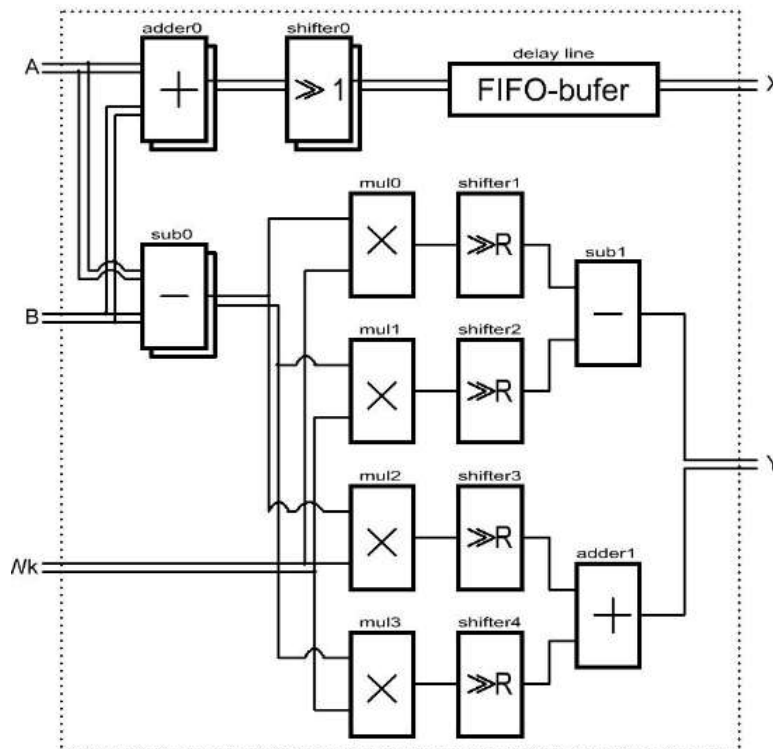 adder0
shifter0
delay line
A
+
≫ 1
FIFO-bufer
X
mul0
shifter1
×
≫R
sub0
sub1
−
−
B
mul1
shifter2
×
≫R
mul2
shifter3
Y
×
≫R
adder1
Wk
+
mul3
shifter4
×
≫R